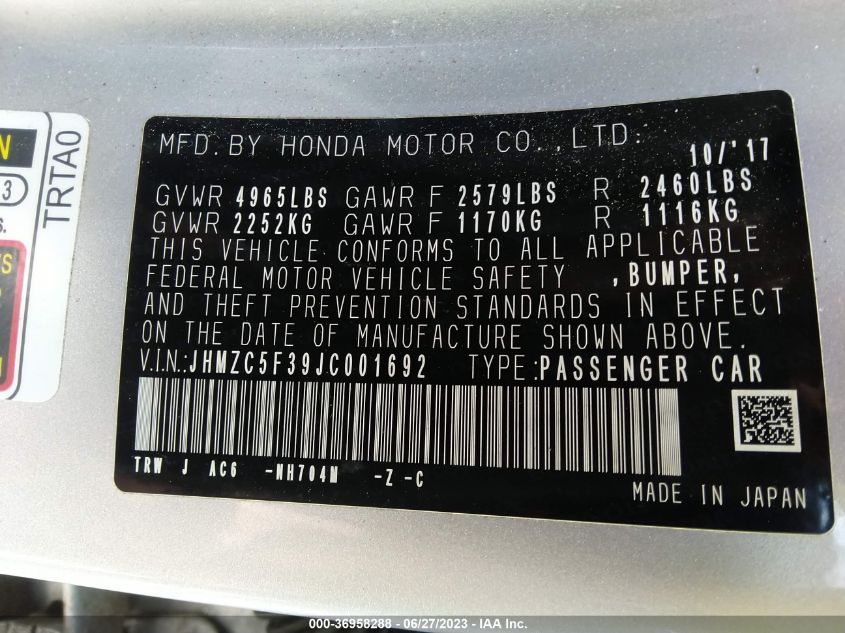 N
3
S.
WS
TRTA0
MFD. BY HONDA MOTOR CO., LTD: 10/'17
GVWR 4965LBS GAWR F 2579LBS R 2460LBS
GVWR 2252KG GAWR F 1170KG R 1116KG
THIS VEHICLE CONFORMS TO ALL APPLICABLE
FEDERAL MOTOR VEHICLE SAFETY ,BUMPER,
AND THEFT PREVENTION STANDARDS IN EFFECT
ON THE DATE OF MANUFACTURE SHOWN ABOVE.
V.I.N.:JHMZC5F39JC001692 TYPE:PASSENGER CAR
TRW J AC6 -NH704M -Z -C
MADE IN JAPAN
000-36958288 - 06/27/2023 - IAA Inc.